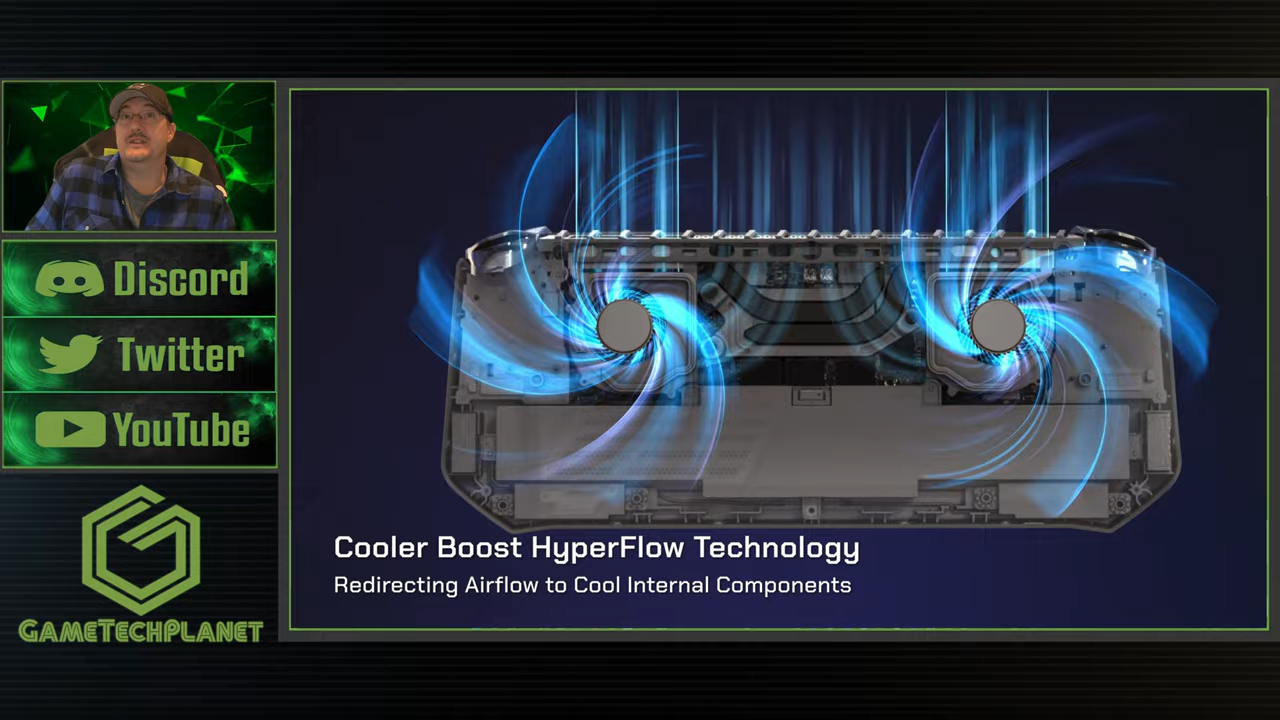 Discord
Twitter
YouTube
GAMETECHPLANET
Cooler Boost HyperFlow Technology
Redirecting Airflow to Cool Internal Components